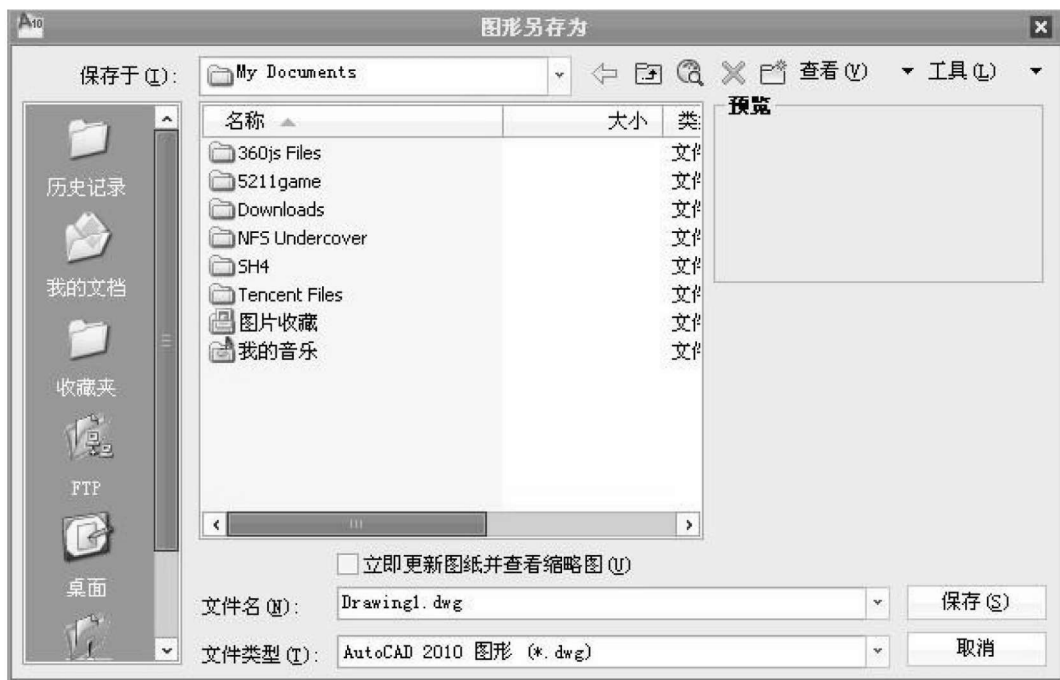 A10 图形另存为
保存于(I): My Documents 查看(V) 工具(L)
名称 大小 类 预览
360js Files 文件
5211game 文件
Downloads 文件
NFS Undercover 文件
SH4 文件
Tencent Files 文件
图片收藏 文件
我的音乐 文件
历史记录
我的文档
收藏夹
FTP
桌面
立即更新图纸并查看缩略图(U)
文件名(N): Drawing1.dwg 保存(S)
文件类型(T): AutoCAD 2010 图形 (*.dwg) 取消